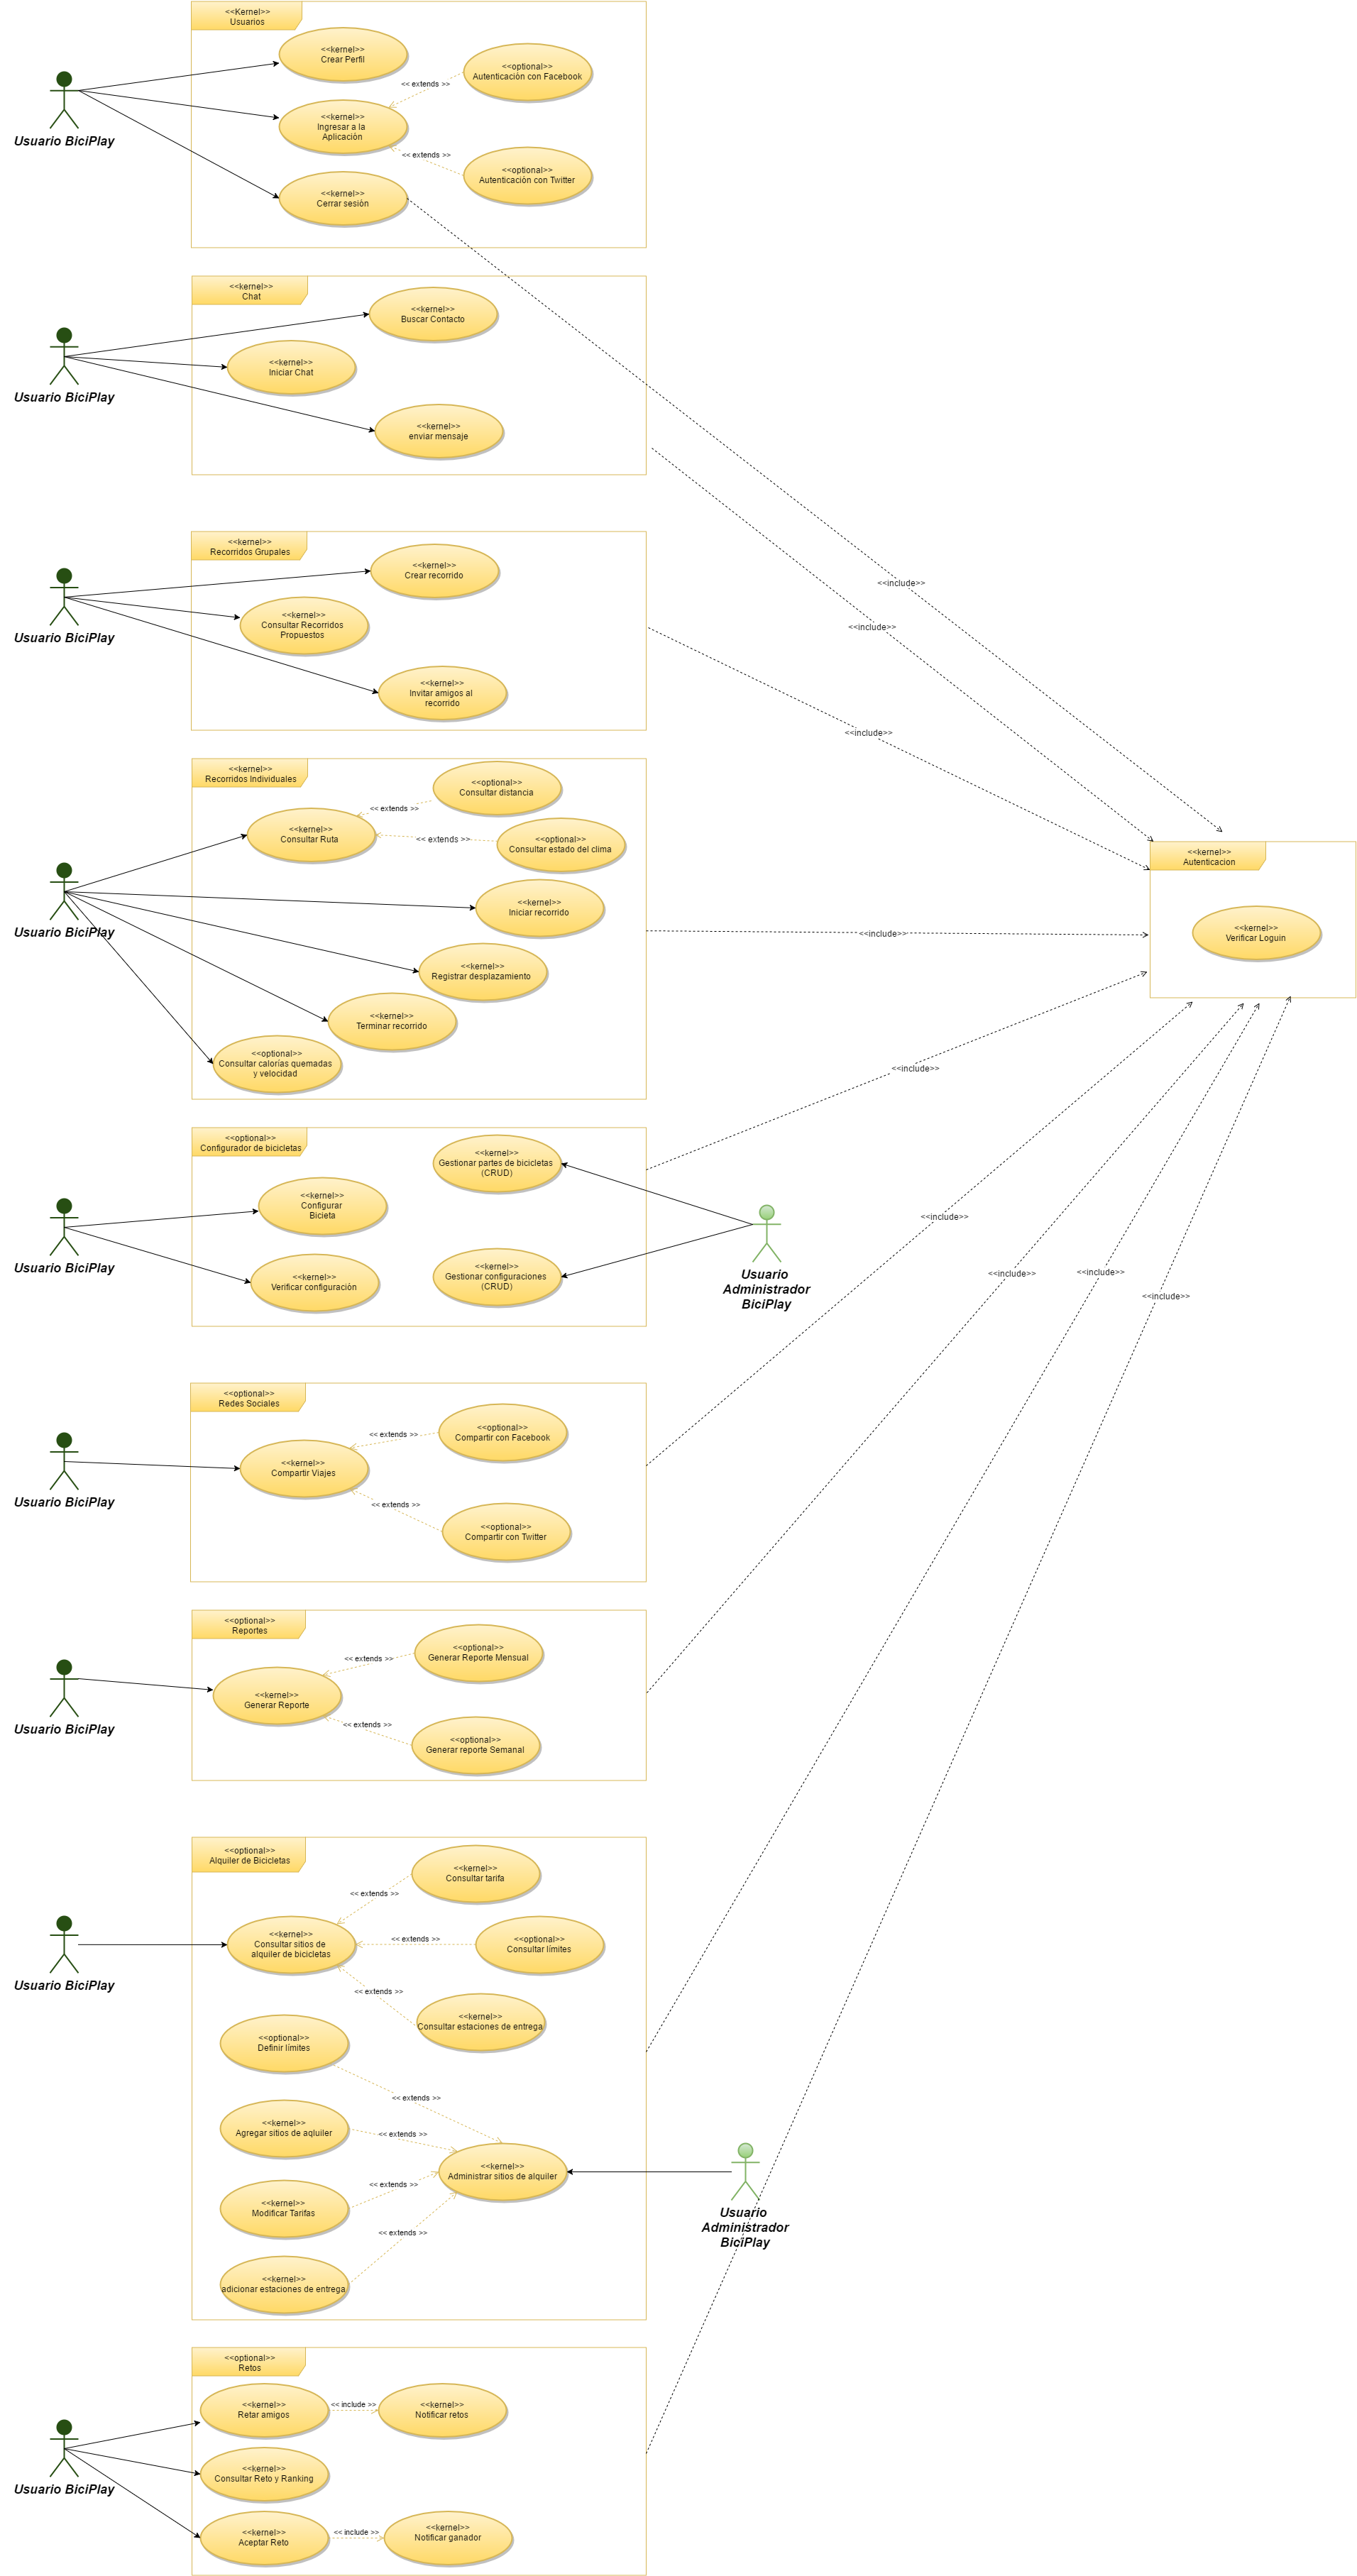 <<Kernel>>
Usuarios
<<kernel>>
Crear Perfil
<<optional>>
Autenticación con Facebook
<< extends >>
<<kernel>>
Ingresar a la
Aplicación
Usuario BiciPlay
<< extends >>
<<optional>>
Autenticación con Twitter
<<kernel>>
Cerrar sesión
<<kernel>>
Chat
<<kernel>>
Buscar Contacto
<<kernel>>
Iniciar Chat
Usuario BiciPlay
<<kernel>>
enviar mensaje
<<kernel>>
Recorridos Grupales
<<kernel>>
Crear recorrido
<<include>>
<<kernel>>
Consultar Recorridos
Propuestos
<<include>>
Usuario BiciPlay
<<kernel>>
Invitar amigos al
recorrido
<<include>>
<<kernel>>
Recorridos Individuales
<<optional>>
Consultar distancia
<< extends >>
<<kernel>>
Consultar Ruta
<< extends >>
<<optional>>
Consultar estado del clima
<<kernel>>
Autenticacion
<<kernel>>
Iniciar recorrido
Usuario BiciPlay
<<include>>
<<kernel>>
Verificar Loguin
<<kernel>>
Registrar desplazamiento
<<kernel>>
Terminar recorrido
<<optional>>
Consultar calorías quemadas
y velocidad
<<include>>
<<optional>>
Configurador de bicicletas
<<kernel>>
Gestionar partes de bicicletas
(CRUD)
<<kernel>>
Configurar
Bicieta
<<include>>
Usuario BiciPlay
<<kernel>>
Verificar configuración
<<kernel>>
Gestionar configuraciones
(CRUD)
Usuario
Administrador
BiciPlay
<<include>>
<<include>>
<<include>>
<<optional>>
Redes Sociales
<<optional>>
Compartir con Facebook
<< extends >>
<<kernel>>
Compartir Viajes
Usuario BiciPlay
<< extends >>
<<optional>>
Compartir con Twitter
<<optional>>
Reportes
<<optional>>
Generar Reporte Mensual
<< extends >>
<<kernel>>
Generar Reporte
Usuario BiciPlay
<< extends >>
<<optional>>
Generar reporte Semanal
<<optional>>
Alquiler de Bicicletas
<<kernel>>
Consultar tarifa
<< extends >>
<<kernel>>
Consultar sitios de
alquiler de bicicletas
<< extends >>
<<optional>>
Consultar límites
Usuario BiciPlay
<< extends >>
<<kernel>>
Consultar estaciones de entrega
<<optional>>
Definir límites
<< extends >>
<<kernel>>
Agregar sitios de aqluiler
<< extends >>
<<kernel>>
Administrar sitios de alquiler
<< extends >>
<<kernel>>
Modificar Tarifas
Usuario
Administrador
BiciPlay
<< extends >>
<<kernel>>
adicionar estaciones de entrega
<<optional>>
Retos
<<kernel>>
Retar amigos
<< include >>
<<kernel>>
Notificar retos
<<kernel>>
Consultar Reto y Ranking
Usuario BiciPlay
<<kernel>>
Aceptar Reto
<< include >>
<<kernel>>
Notificar ganador